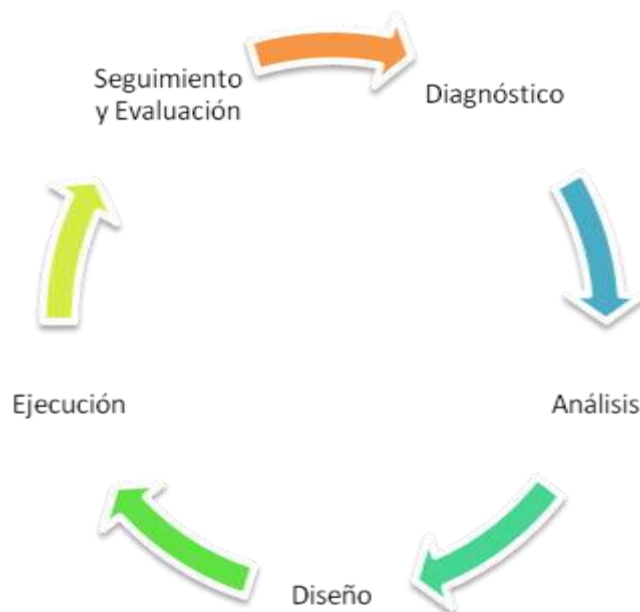 Seguimiento
y Evaluación
Diagnóstico
Análisis
Diseño
Ejecución